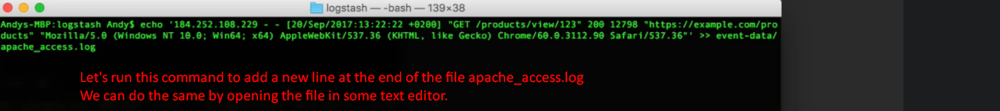 logstash — -bash — 139×38
Andys-MBP:logstash Andy$ echo '184.252.108.229 - - [20/Sep/2017:13:22:22 +0200] "GET /products/view/123" 200 12798 "https://example.com/pro
ducts" "Mozilla/5.0 (Windows NT 10.0; Win64; x64) AppleWebKit/537.36 (KHTML, like Gecko) Chrome/60.0.3112.90 Safari/537.36"' >> event-data/
apache_access.log
Let's run this command to add a new line at the end of the file apache_access.log
We can do the same by opening the file in some text editor.